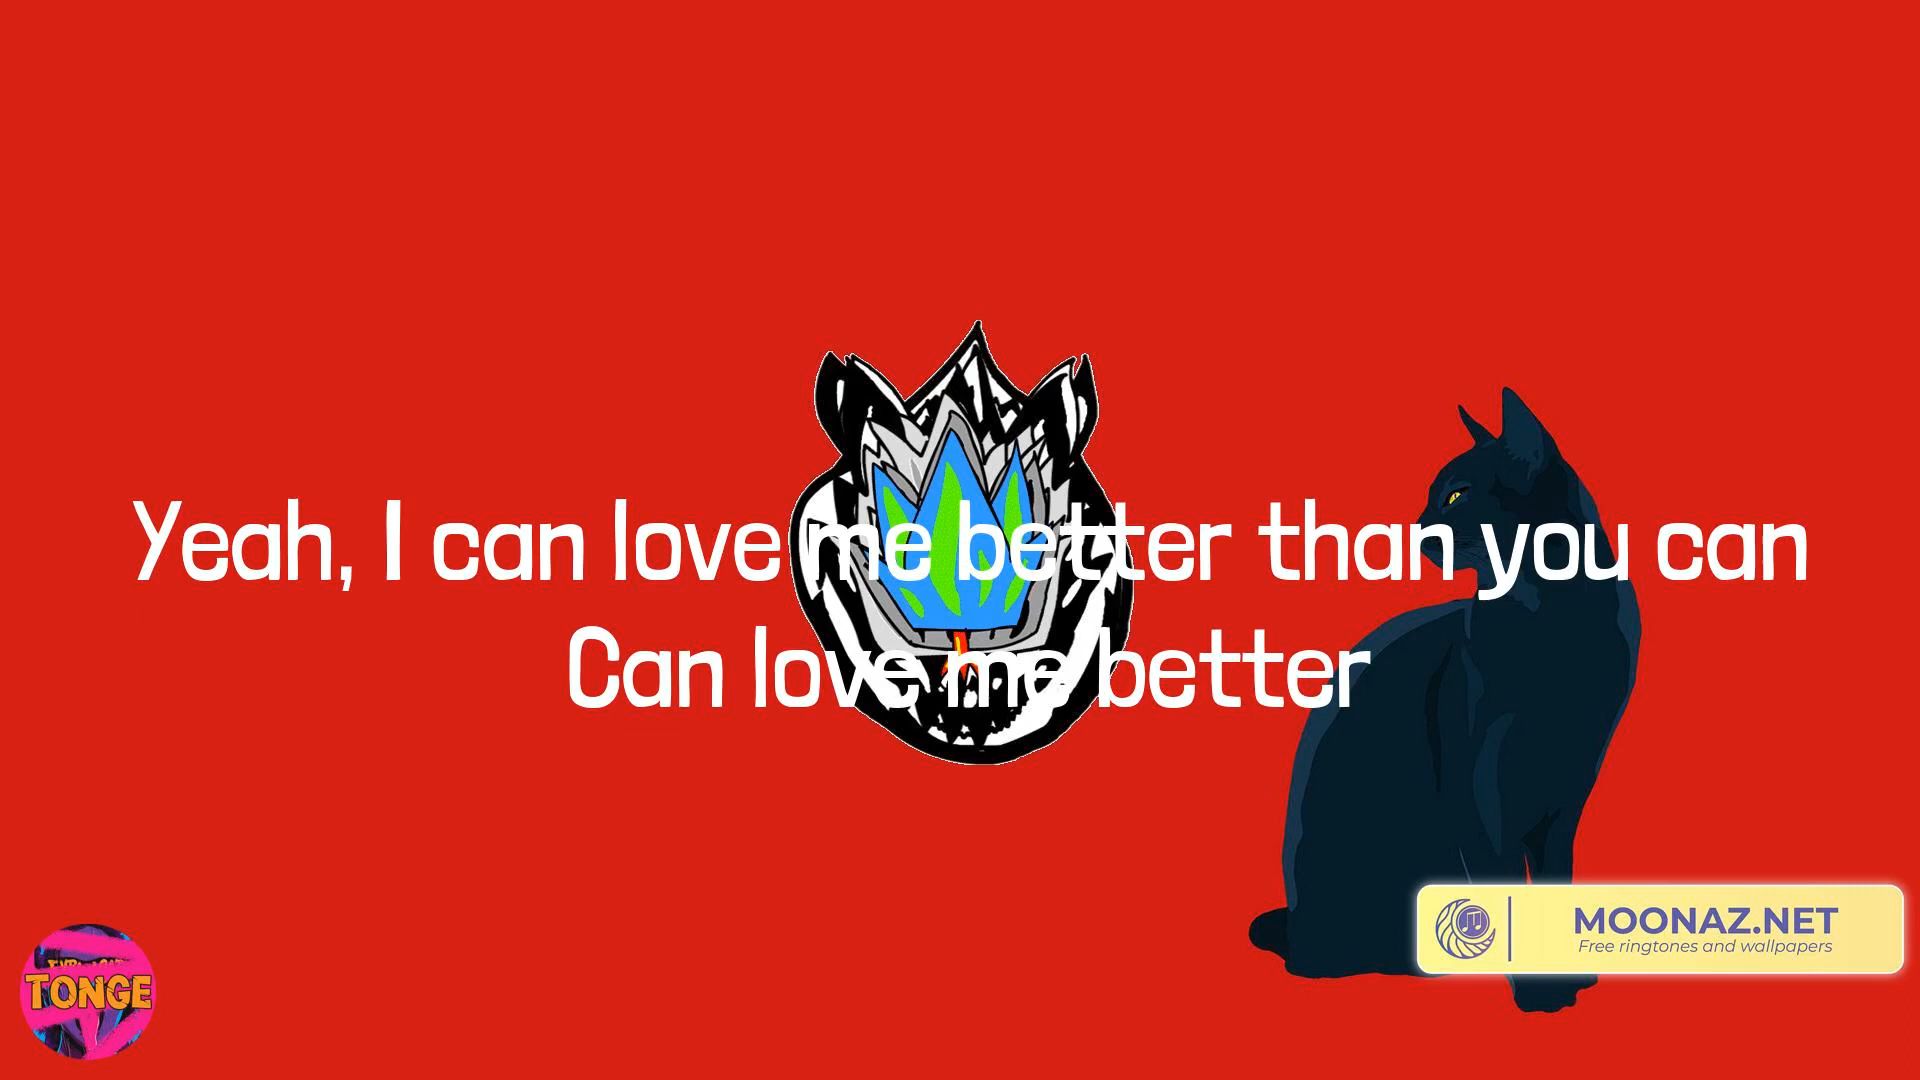 Yeah, I can love me better than you can
Can love me better
MOONAZ.NET
Free ringtones and wallpapers
TONGE